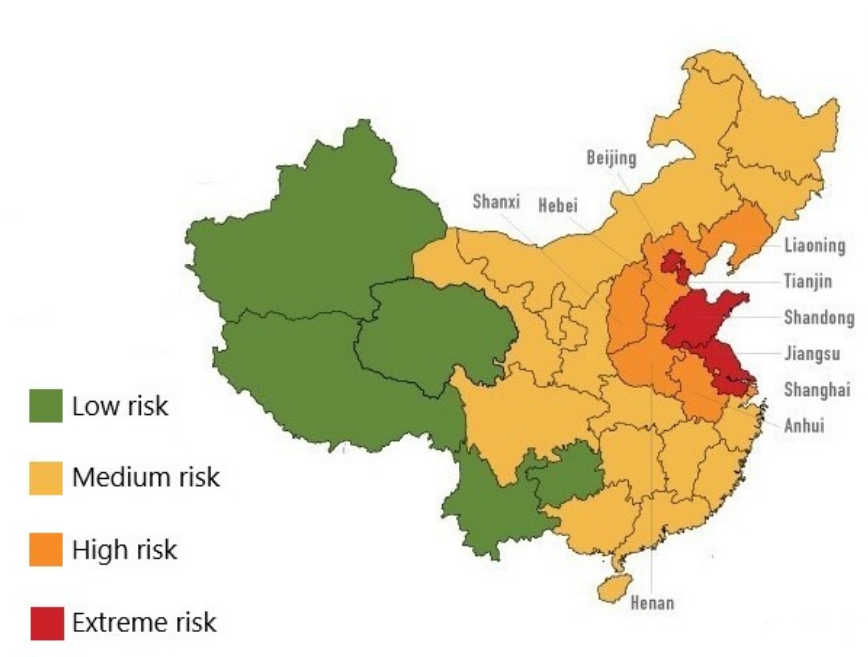 Beijing
Shanxi
Hebei
Liaoning
Tianjin
Shandong
Jiangsu
Shanghai
Anhui
Henan
Low risk
Medium risk
High risk
Extreme risk